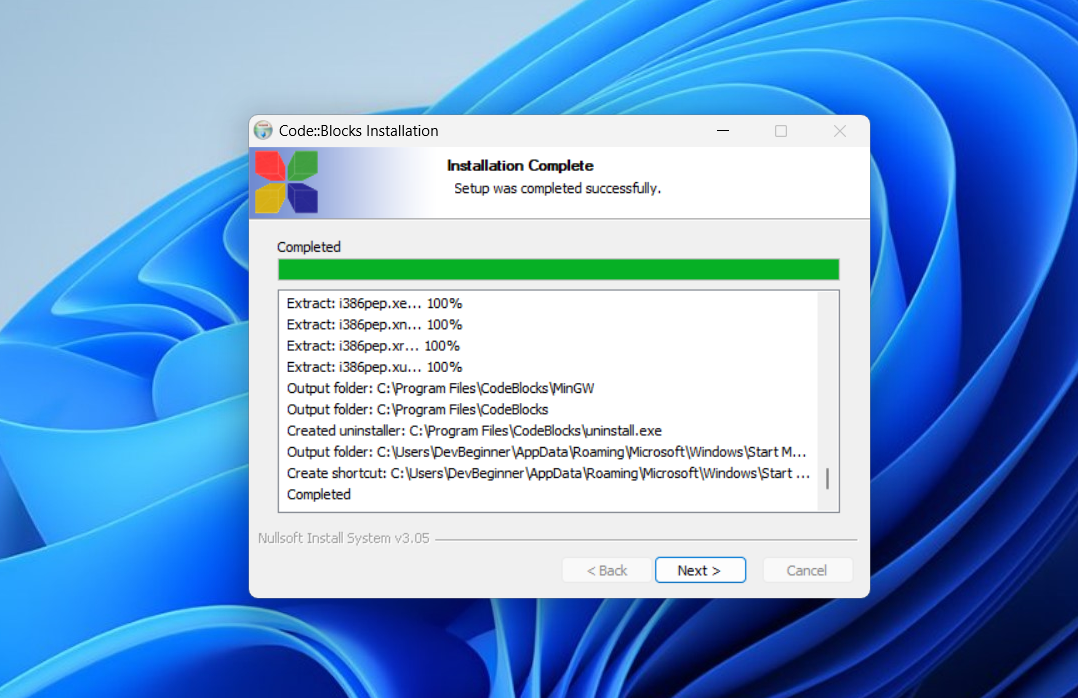 Code::Blocks Installation
Installation Complete
Setup was completed successfully.
Completed
Extract: i386pep.xe... 100%
Extract: i386pep.xn... 100%
Extract: i386pep.xr... 100%
Extract: i386pep.xu... 100%
Output folder: C:\Program Files\CodeBlocks\MinGW
Output folder: C:\Program Files\CodeBlocks
Created uninstaller: C:\Program Files\CodeBlocks\uninstall.exe
Output folder: C:\Users\DevBeginner\AppData\Roaming\Microsoft\Windows\Start M...
Create shortcut: C:\Users\DevBeginner\AppData\Roaming\Microsoft\Windows\Start ...
Completed
Nullsoft Install System v3.05
< Back
Next >
Cancel